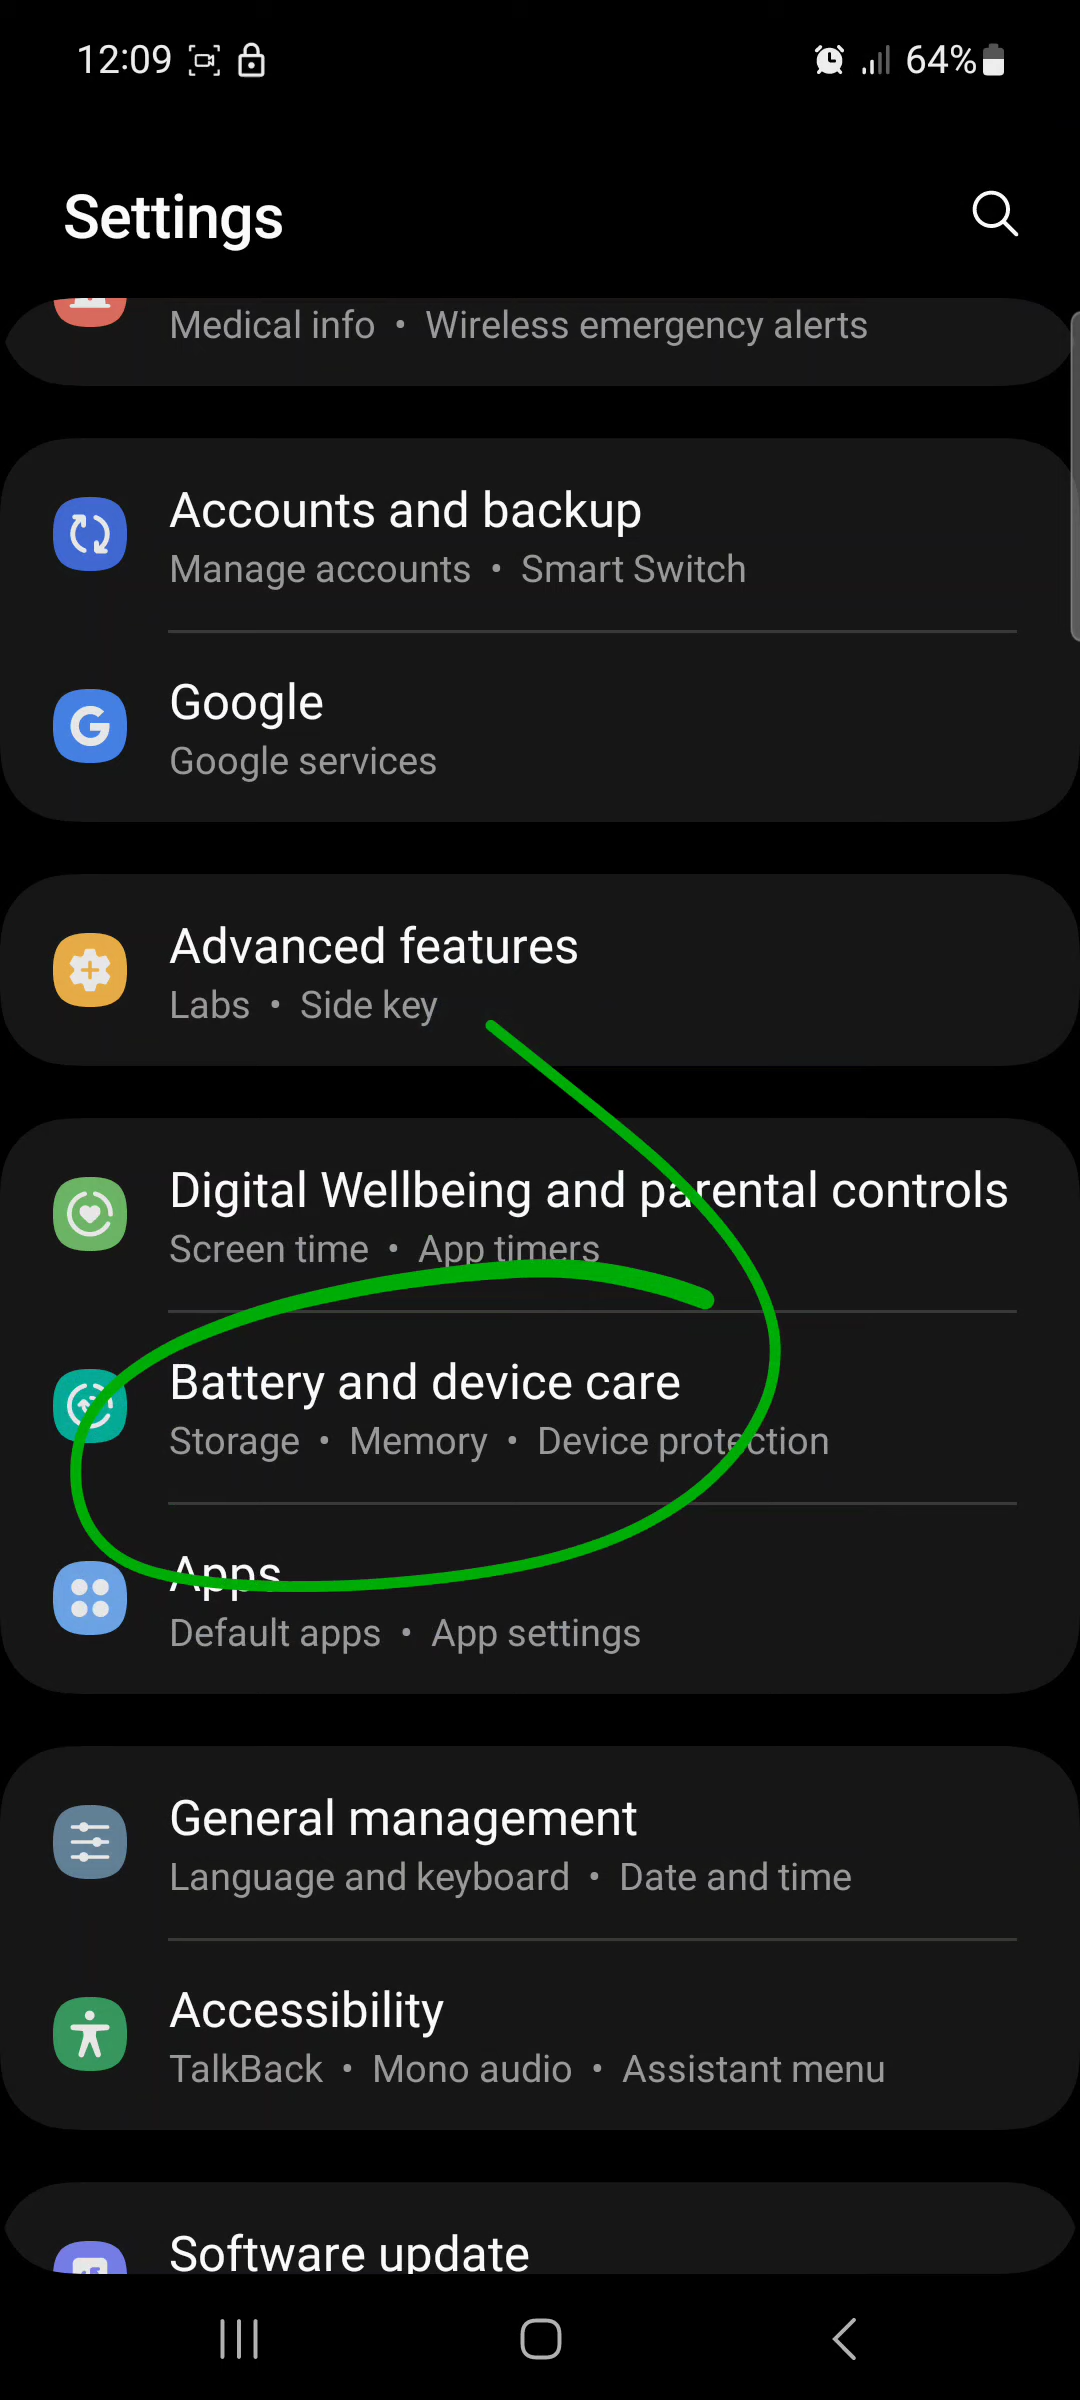 12:09 64%
Settings
Medical info • Wireless emergency alerts
Accounts and backup
Manage accounts • Smart Switch
Google
Google services
Advanced features
Labs • Side key
Digital Wellbeing and parental controls
Screen time • App timers
Battery and device care
Storage • Memory • Device protection
Apps
Default apps • App settings
General management
Language and keyboard • Date and time
Accessibility
TalkBack • Mono audio • Assistant menu
Software update